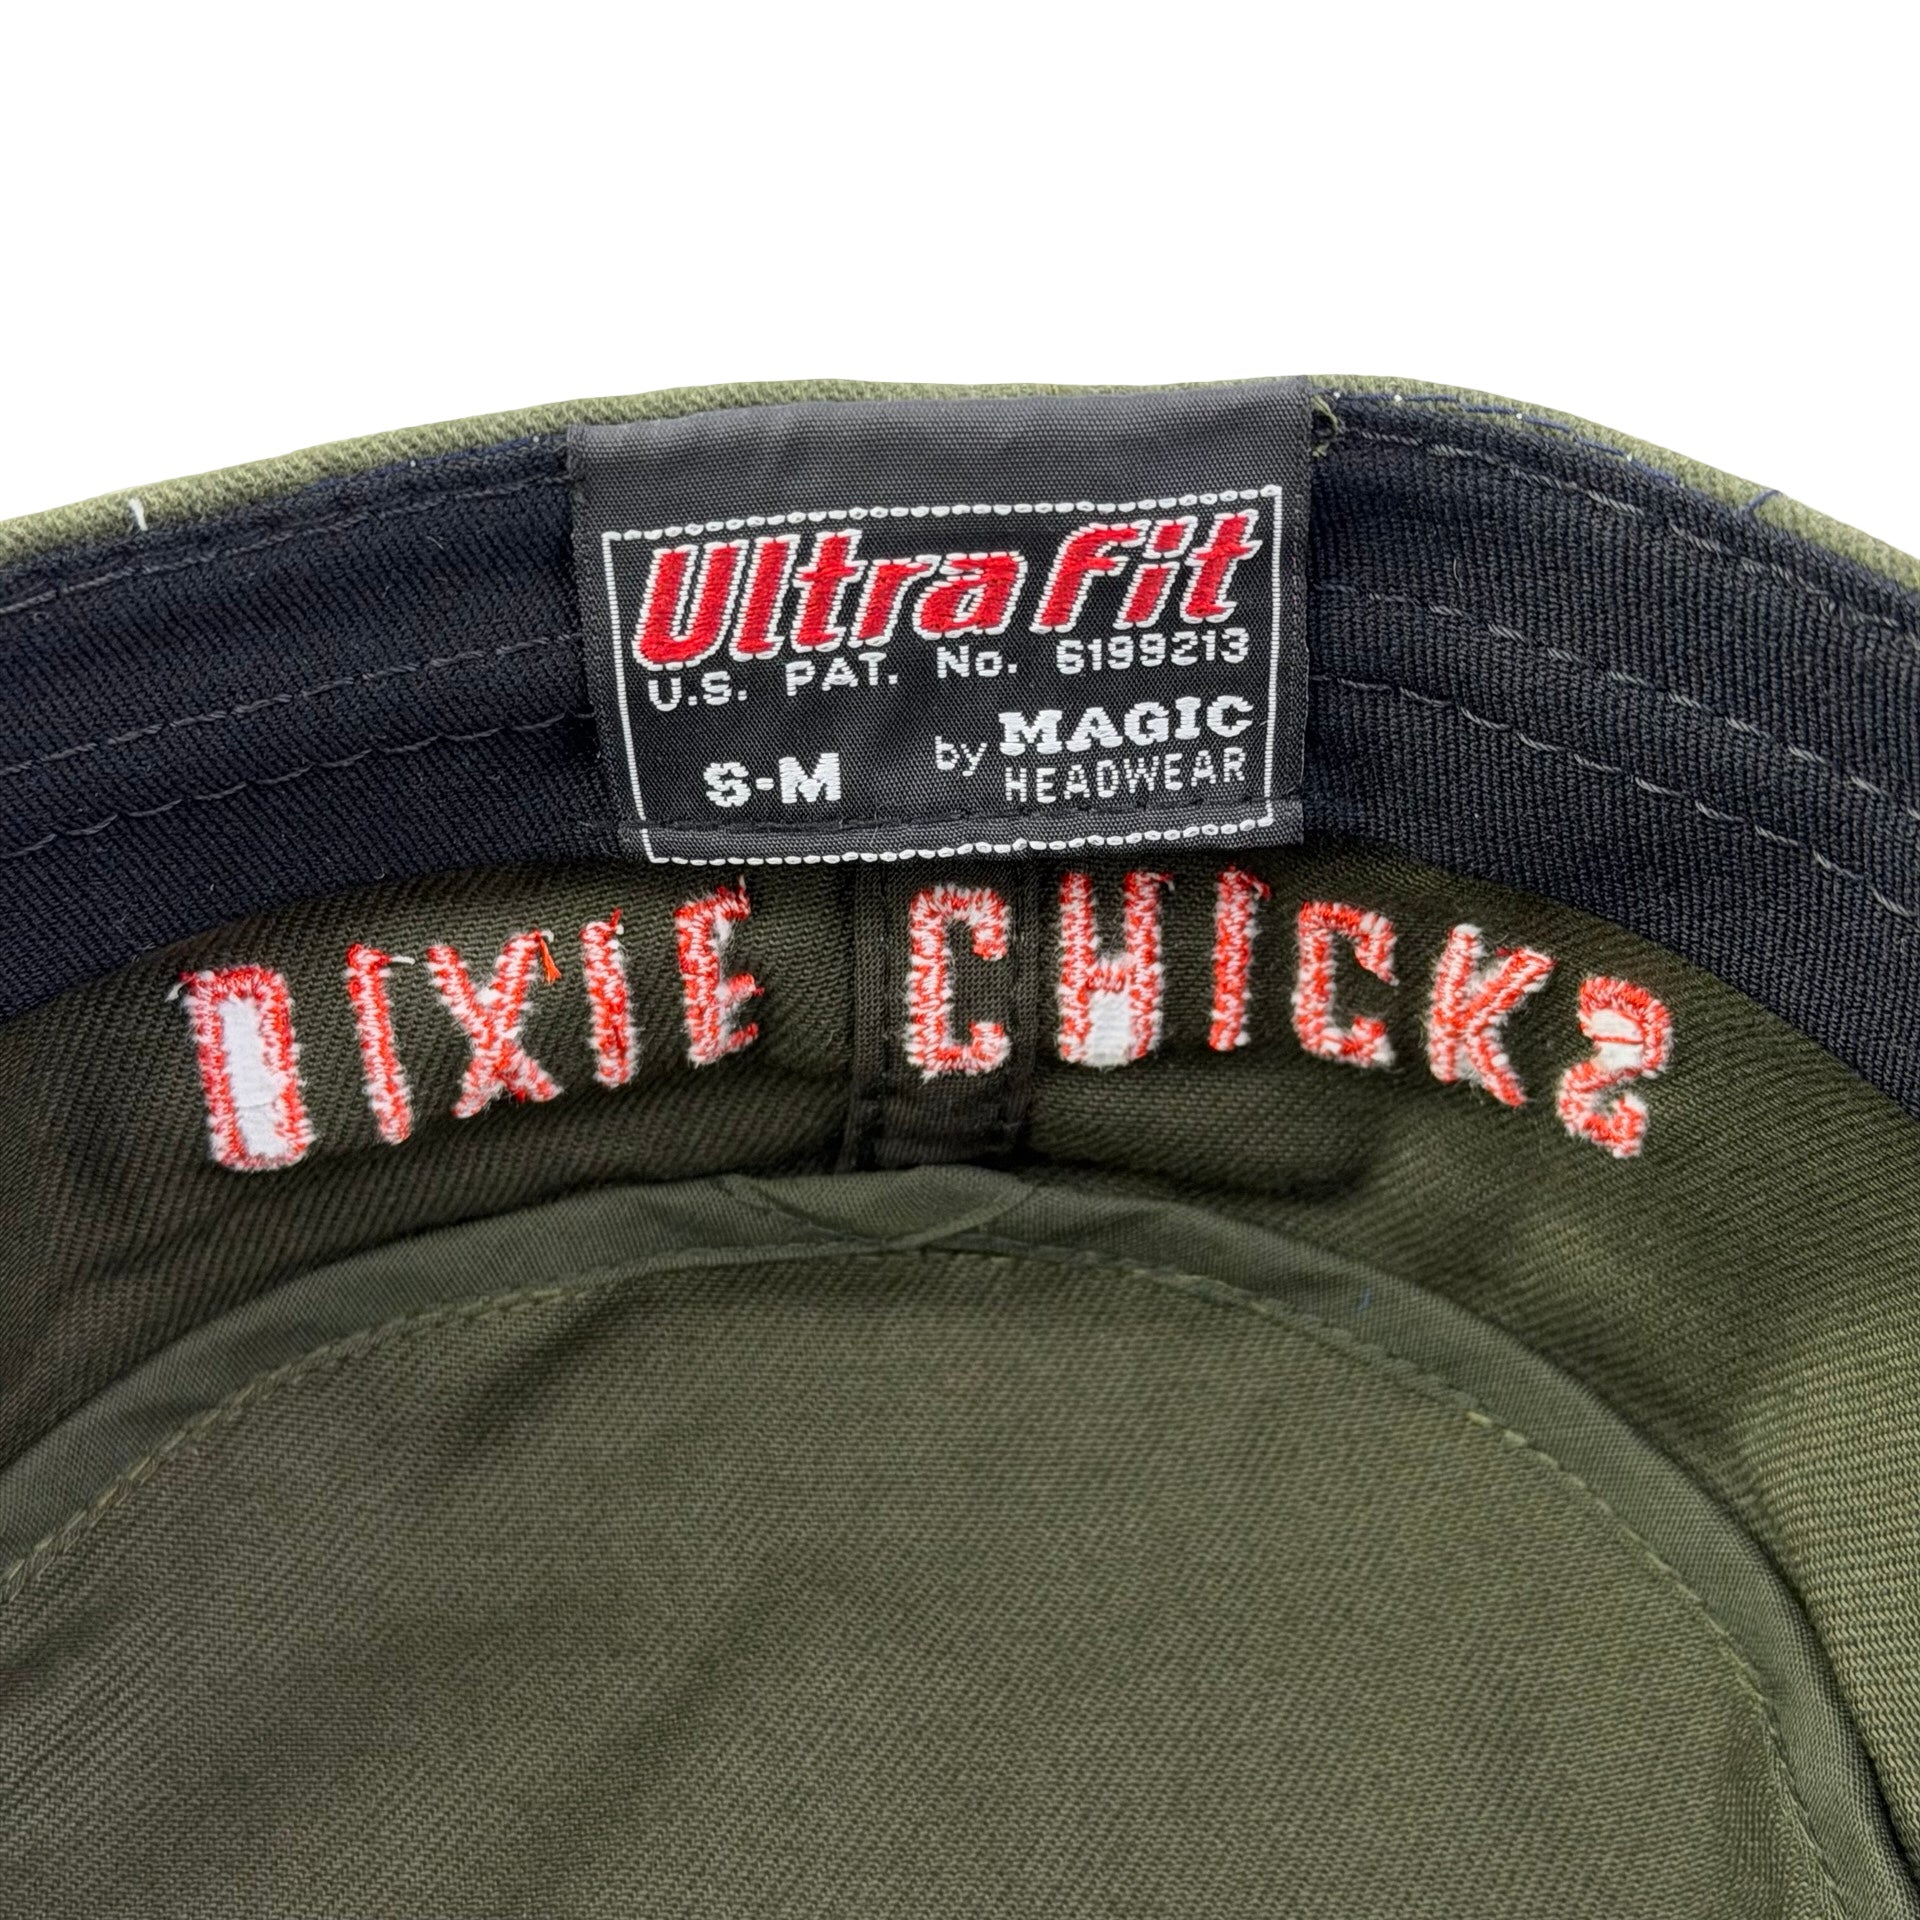 Ultra Fit
U.S. PAT. No. 6199213
S-M by MAGIC
HEADWEAR
DIXIE CHICKS